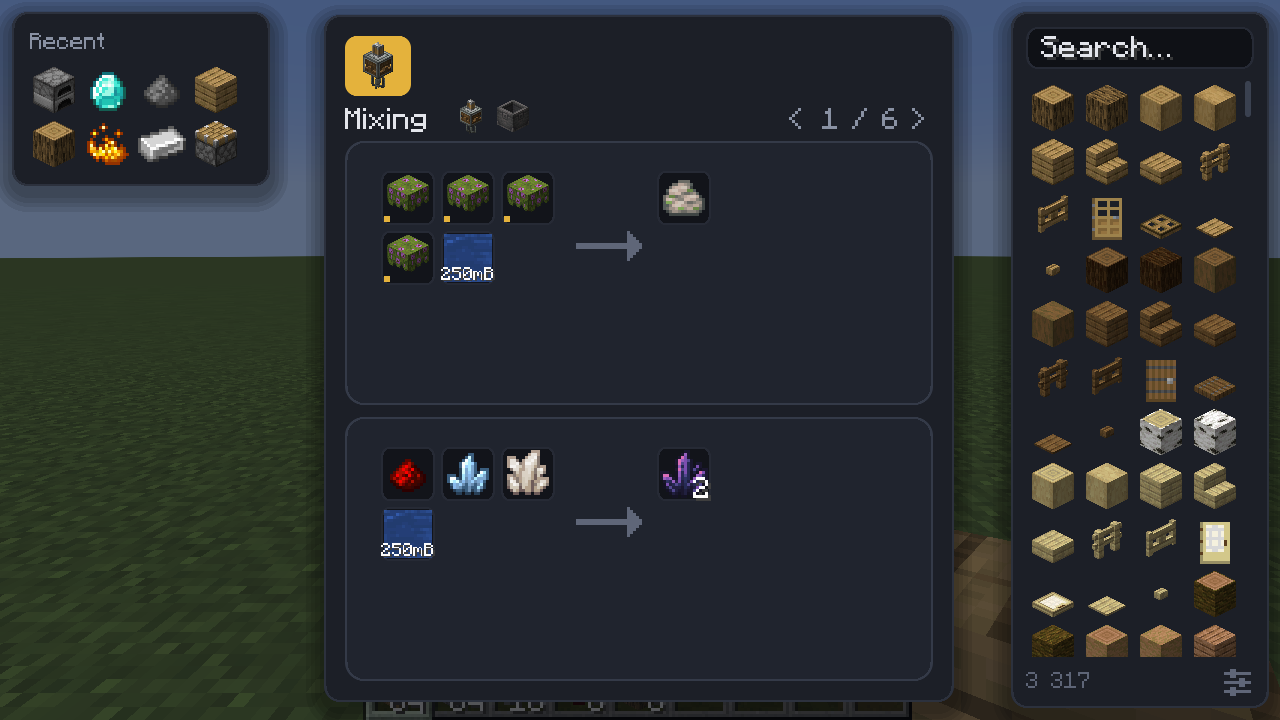 Recent
Search...
Mixing
< 1 / 6 >
250mB
2
250mB
3 317